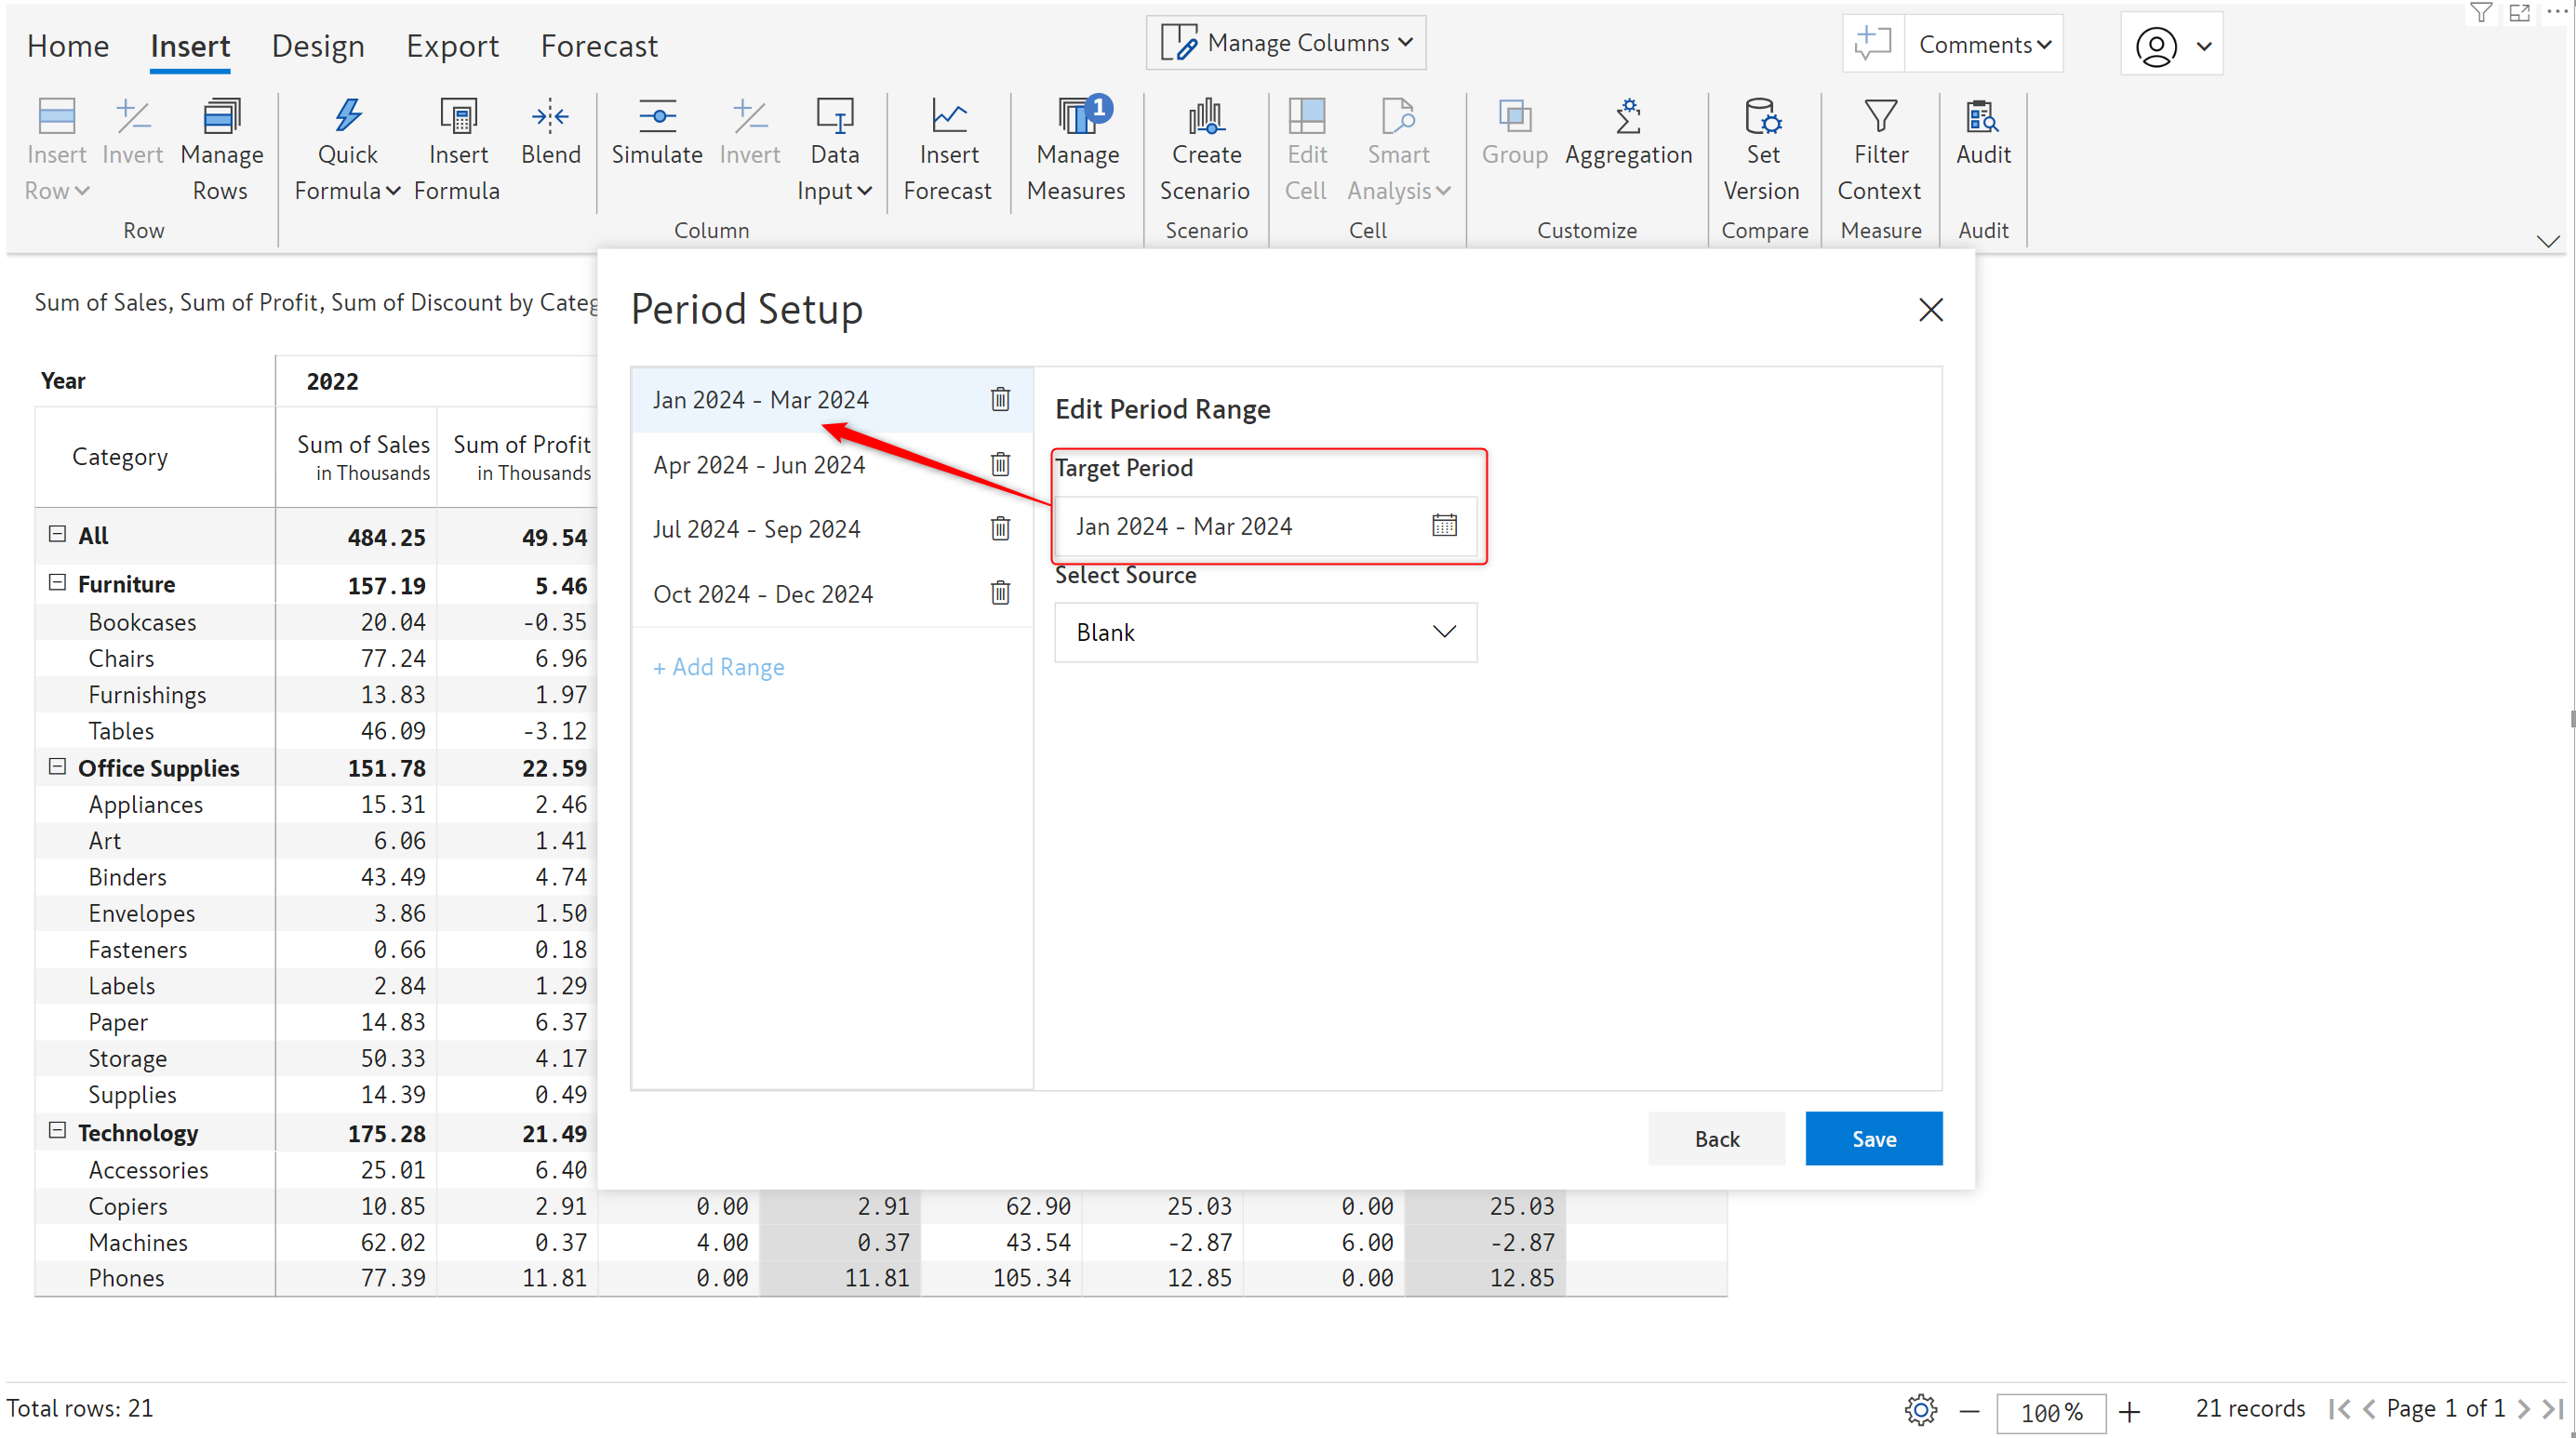 Home Insert Design Export Forecast Manage Columns Comments
Insert Row Invert Manage Rows Quick Formula Insert Formula Blend Simulate Invert Data Input Insert Forecast Manage Measures 1 Create Scenario Edit Cell Smart Analysis Group Aggregation Set Version Filter Context Audit
Row Column Scenario Cell Customize Compare Measure Audit
Sum of Sales, Sum of Profit, Sum of Discount by Categ
Period Setup
Jan 2024 - Mar 2024
Apr 2024 - Jun 2024
Jul 2024 - Sep 2024
Oct 2024 - Dec 2024
+ Add Range
Edit Period Range
Target Period
Jan 2024 - Mar 2024
Select Source
Blank
Back Save
Year 2022
Category Sum of Sales in Thousands Sum of Profit in Thousands
All 484.25 49.54
Furniture 157.19 5.46
Bookcases 20.04 -0.35
Chairs 77.24 6.96
Furnishings 13.83 1.97
Tables 46.09 -3.12
Office Supplies 151.78 22.59
Appliances 15.31 2.46
Art 6.06 1.41
Binders 43.49 4.74
Envelopes 3.86 1.50
Fasteners 0.66 0.18
Labels 2.84 1.29
Paper 14.83 6.37
Storage 50.33 4.17
Supplies 14.39 0.49
Technology 175.28 21.49
Accessories 25.01 6.40
Copiers 10.85 2.91 0.00 2.91 62.90 25.03 0.00 25.03
Machines 62.02 0.37 4.00 0.37 43.54 -2.87 6.00 -2.87
Phones 77.39 11.81 0.00 11.81 105.34 12.85 0.00 12.85
Total rows: 21 100% 21 records Page 1 of 1